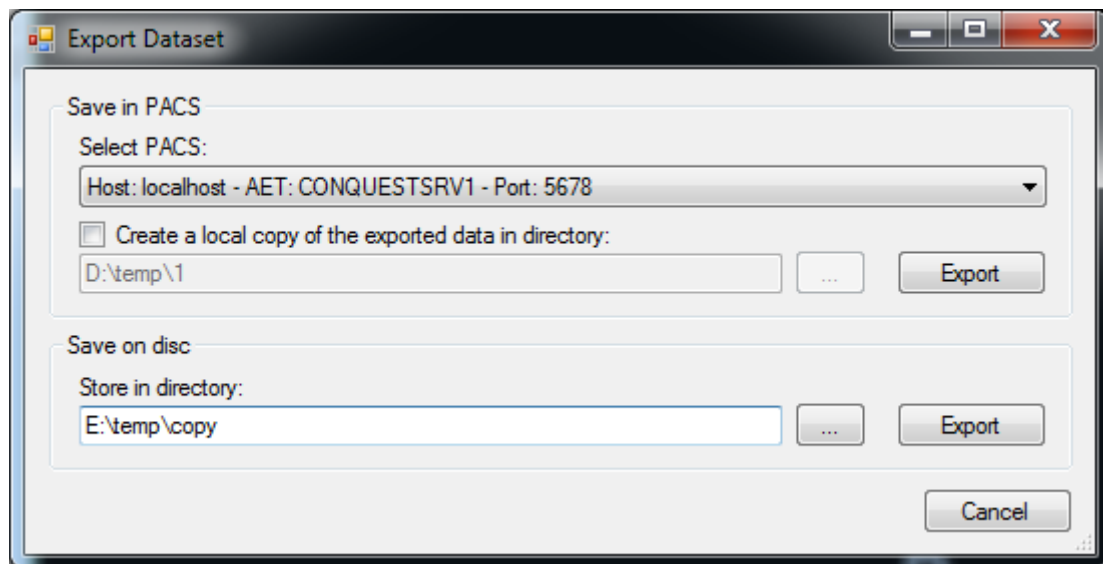 Export Dataset
Save in PACS
Select PACS:
Host: localhost - AET: CONQUESTSRV1 - Port: 5678
Create a local copy of the exported data in directory:
D:\temp\1
...
Export
Save on disc
Store in directory:
E:\temp\copy
...
Export
Cancel